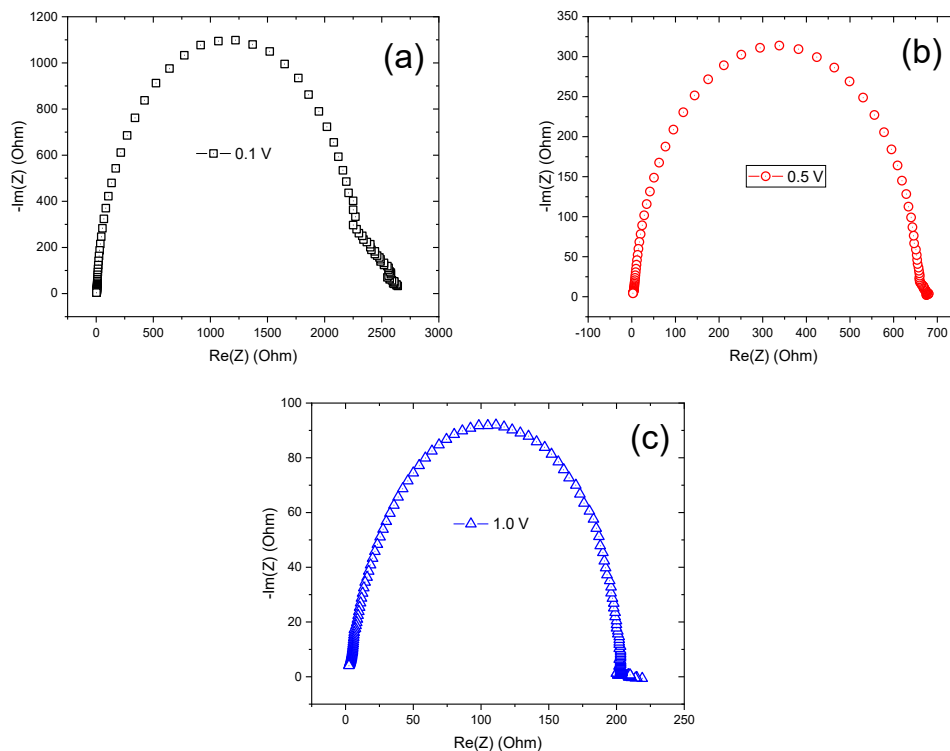 (a)
1200
1000
800
600
400
200
0
-Im(Z) (Ohm)
0.1 V
0 500 1000 1500 2000 2500 3000
Re(Z) (Ohm)
(b)
350
300
250
200
150
100
50
0
-Im(Z) (Ohm)
0.5 V
-100 0 100 200 300 400 500 600 700
Re(Z) (Ohm)
(c)
100
80
60
40
20
0
-Im(Z) (Ohm)
1.0 V
0 50 100 150 200 250
Re(Z) (Ohm)